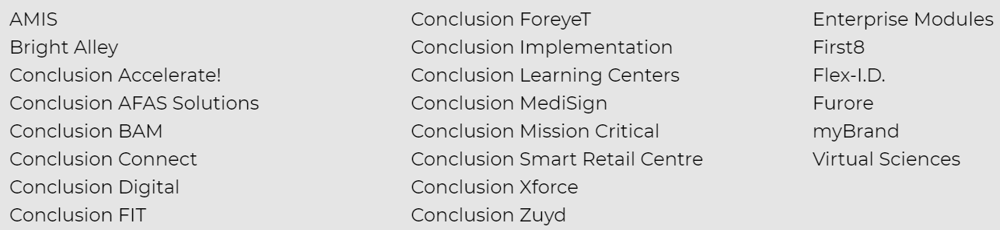 AMIS
Bright Alley
Conclusion Accelerate!
Conclusion AFAS Solutions
Conclusion BAM
Conclusion Connect
Conclusion Digital
Conclusion FIT
Conclusion ForeyeT
Conclusion Implementation
Conclusion Learning Centers
Conclusion MediSign
Conclusion Mission Critical
Conclusion Smart Retail Centre
Conclusion Xforce
Conclusion Zuyd
Enterprise Modules
First8
Flex-I.D.
Furore
myBrand
Virtual Sciences